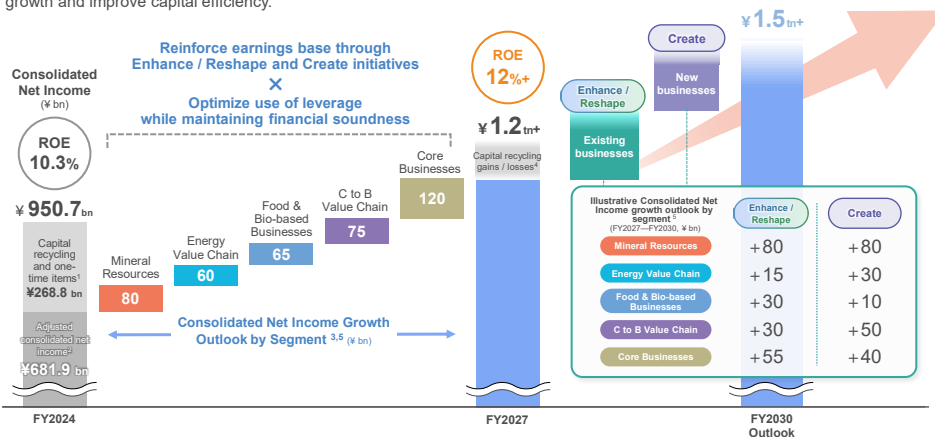 growth and improve capital efficiency.
Reinforce earnings base through
Enhance / Reshape and Create initiatives
×
Optimize use of leverage
while maintaining financial soundness
Consolidated
Net Income
(¥ bn)
ROE
10.3%
¥ 950.7 bn
Capital
recycling
and one-
time items¹
¥268.8 bn
Adjusted
consolidated net
income²
¥681.9 bn
Mineral
Resources
80
Energy
Value Chain
60
Food &
Bio-based
Businesses
65
C to B
Value Chain
75
Core
Businesses
120
Consolidated Net Income Growth
Outlook by Segment ³,⁵ (¥ bn)
ROE
12%+
¥ 1.2 tn+
Capital recycling
gains / losses⁴
Enhance /
Reshape
Existing
businesses
Create
New
businesses
¥ 1.5 tn+
Illustrative Consolidated Net
Income growth outlook by
segment ⁵
(FY2027—FY2030, ¥ bn)
Enhance /
Reshape
Create
Mineral Resources +80 +80
Energy Value Chain +15 +30
Food & Bio-based
Businesses +30 +10
C to B Value Chain +30 +50
Core Businesses +55 +40
FY2024
FY2027
FY2030
Outlook